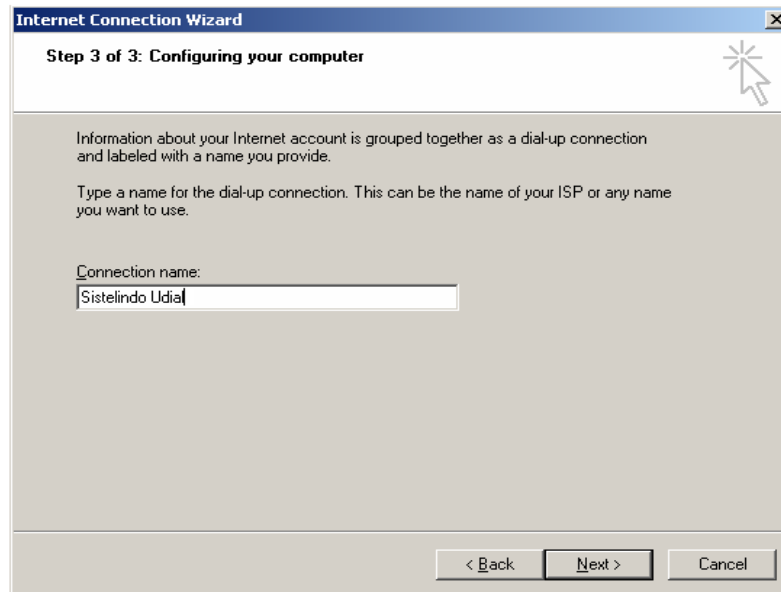 Internet Connection Wizard
Step 3 of 3: Configuring your computer
Information about your Internet account is grouped together as a dial-up connection
and labeled with a name you provide.
Type a name for the dial-up connection. This can be the name of your ISP or any name
you want to use.
Connection name:
Sistelindo Udial
< Back Next > Cancel